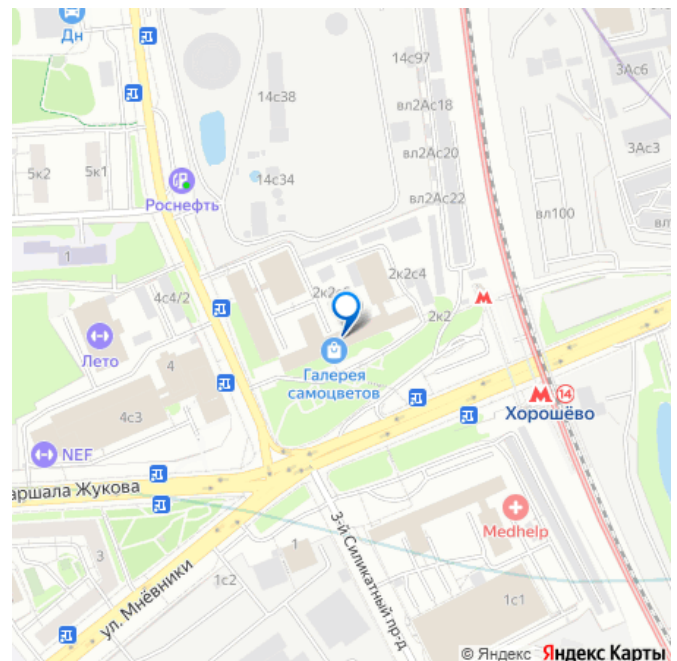 Дн
14с97
3Ас6
14с38
вл2Ас18
3Ас3
вл2Ас20
5к2
5к1
14с34
вл2Ас22
Роснефть
вл100
1
4с4/2
2к2с4
2к2
Лето
4
Галерея
самоцветов
14
Хорошёво
4с3
NEF
аршала Жукова
3-й Силикатный пр-д
Medhelp
3
1
1с2
ул. Мнёвники
1с1
© Яндекс Яндекс Карты